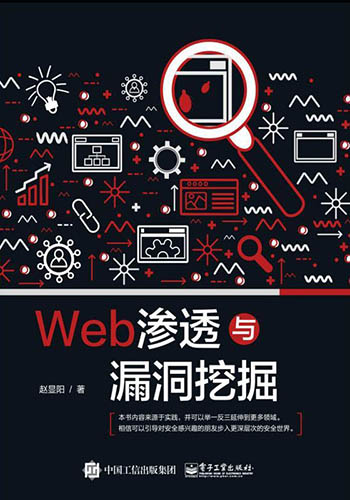 Web渗透与
漏洞挖掘
赵显阳 / 著
本书内容来源于实践，并可以举一反三延伸到更多领域。
相信可以引导对安全感兴趣的朋友步入更深层次的安全世界。
中国工信出版集团
电子工业出版社